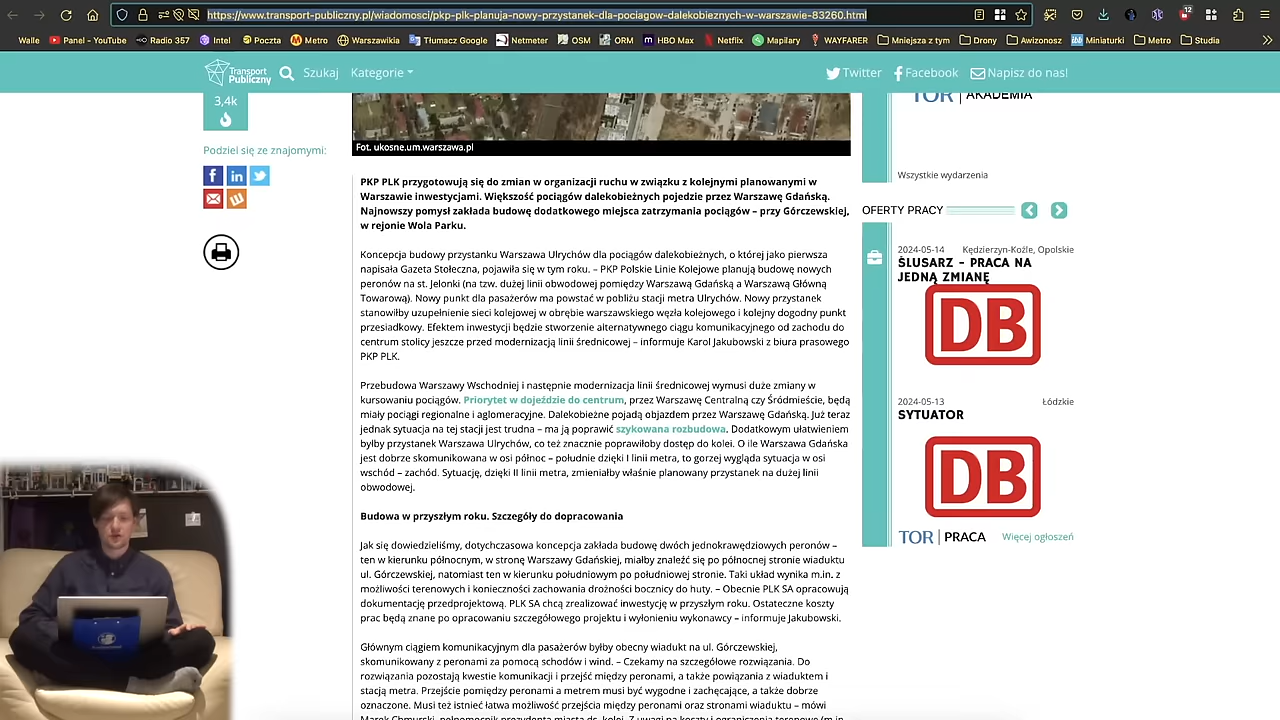 https://www.transport-publiczny.pl/wiadomosci/pkp-plk-planuja-nowy-przystanek-dla-pociagow-dalekobieznych-w-warszawie-83260.html
12
Walle Panel - YouTube Radio 357 Intel Poczta Metro Warszawikia Tłumacz Google Netmeter OSM ORM HBO Max Netflix Mapilary WAYFARER Mniejsza z tym Drony Awizonosz Miniaturki Metro Studia
Transport Publiczny Szukaj Kategorie Twitter Facebook Napisz do nas!
3,4k
Podziel się ze znajomymi:
Fot. ukosne.um.warszawa.pl
PKP PLK przygotowują się do zmian w organizacji ruchu w związku z kolejnymi planowanymi w
Warszawie inwestycjami. Większość pociągów dalekobieżnych pojedzie przez Warszawę Gdańską.
Najnowszy pomysł zakłada budowę dodatkowego miejsca zatrzymania pociągów – przy Górczewskiej,
w rejonie Wola Parku.
Koncepcja budowy przystanku Warszawa Ulrychów dla pociągów dalekobieżnych, o której jako pierwsza
napisała Gazeta Stołeczna, pojawiła się w tym roku. – PKP Polskie Linie Kolejowe planują budowę nowych
peronów na st. Jelonki (na tzw. dużej linii obwodowej pomiędzy Warszawą Gdańską a Warszawą Główną
Towarową). Nowy punkt dla pasażerów ma powstać w pobliżu stacji metra Ulrychów. Nowy przystanek
stanowiłby uzupełnienie sieci kolejowej w obrębie warszawskiego węzła kolejowego i kolejny dogodny punkt
przesiadkowy. Efektem inwestycji będzie stworzenie alternatywnego ciągu komunikacyjnego od zachodu do
centrum stolicy jeszcze przed modernizacją linii średnicowej – informuje Karol Jakubowski z biura prasowego
PKP PLK.
Przebudowa Warszawy Wschodniej i następnie modernizacja linii średnicowej wymusi duże zmiany w
kursowaniu pociągów. Priorytet w dojeździe do centrum, przez Warszawę Centralną czy Śródmieście, będą
miały pociągi regionalne i aglomeracyjne. Dalekobieżne pojadą objazdem przez Warszawę Gdańską. Już teraz
jednak sytuacja na tej stacji jest trudna – ma ją poprawić szykowana rozbudowa. Dodatkowym ułatwieniem
byłby przystanek Warszawa Ulrychów, co też znacznie poprawiłoby dostęp do kolei. O ile Warszawa Gdańska
jest dobrze skomunikowana w osi północ – południe dzięki I linii metra, to gorzej wygląda sytuacja w osi
wschód – zachód. Sytuację, dzięki II linii metra, zmieniałby właśnie planowany przystanek na dużej linii
obwodowej.
Budowa w przyszłym roku. Szczegóły do dopracowania
Jak się dowiedzieliśmy, dotychczasowa koncepcja zakłada budowę dwóch jednokrawędziowych peronów –
ten w kierunku północnym, w stronę Warszawy Gdańskiej, miałby znaleźć się po północnej stronie wiaduktu
ul. Górczewskiej, natomiast ten w kierunku południowym po południowej stronie. Taki układ wynika m.in. z
możliwości terenowych i konieczności zachowania drożności bocznicy do huty. – Obecnie PLK SA opracowują
dokumentację przedprojektową. PLK SA chcą zrealizować inwestycję w przyszłym roku. Ostateczne koszty
prac będą znane po opracowaniu szczegółowego projektu i wyłonieniu wykonawcy – informuje Jakubowski.
Głównym ciągiem komunikacyjnym dla pasażerów byłby obecny wiadukt na ul. Górczewskiej,
skomunikowany z peronami za pomocą schodów i wind. – Czekamy na szczegółowe rozwiązania. Do
rozwiązania pozostają kwestie komunikacji i przejść między peronami, a także powiązania z wiaduktem i
stacją metra. Przejście pomiędzy peronami a metrem musi być wygodne i zachęcające, a także dobrze
oznaczone. Musi też istnieć łatwa możliwość przejścia między peronami oraz stronami wiaduktu – mówi
Marek Chmurski, pełnomocnik prezydenta miasta ds. kolei. Z uwagi na koszty i ograniczenia terenowe (m.in.
TOR | AKADEMIA
Wszystkie wydarzenia
OFERTY PRACY
2024-05-14 Kędzierzyn-Koźle, Opolskie
ŚLUSARZ – PRACA NA
JEDNĄ ZMIANĘ
DB
2024-05-13 Łódzkie
SYTUATOR
DB
TOR | PRACA Więcej ogłoszeń